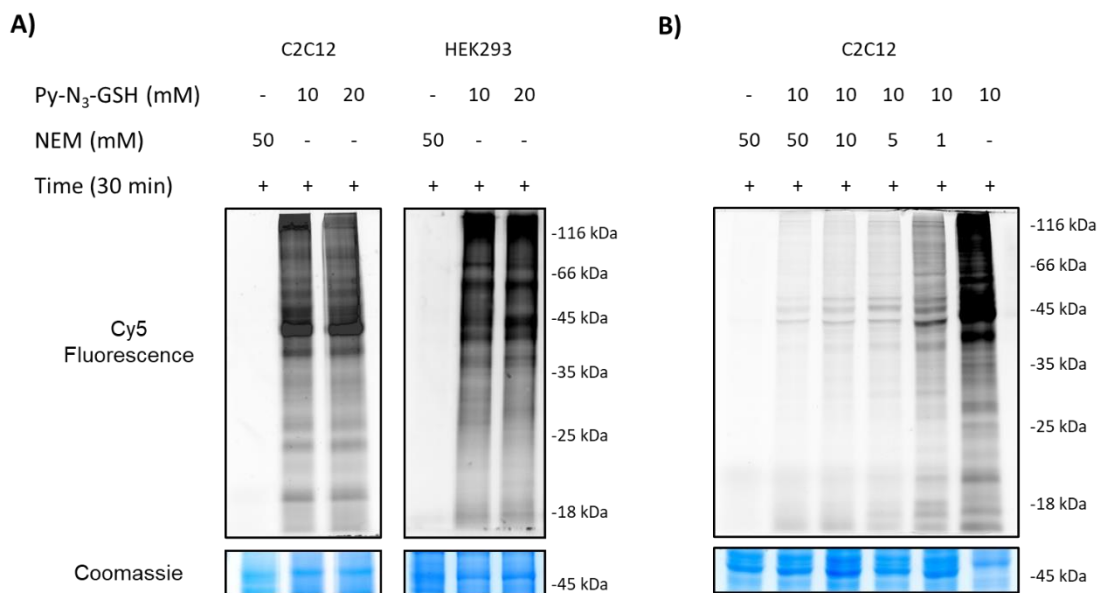 A)
C2C12 HEK293
Py-N₃-GSH (mM) - 10 20 - 10 20
NEM (mM) 50 - - 50 - -
Time (30 min) + + + + + +
Cy5
Fluorescence
-116 kDa
-66 kDa
-45 kDa
-35 kDa
-25 kDa
-18 kDa
Coomassie
-45 kDa
B)
C2C12
- 10 10 10 10 10
50 50 10 5 1 -
+ + + + + +
-116 kDa
-66 kDa
-45 kDa
-35 kDa
-25 kDa
-18 kDa
-45 kDa